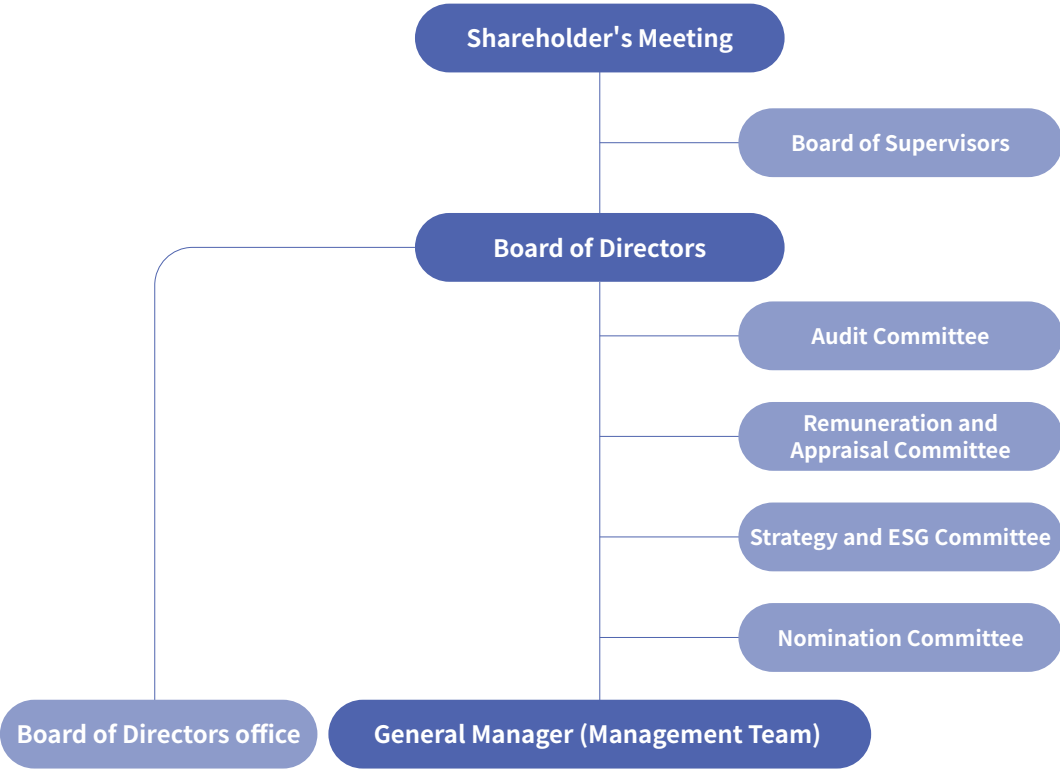 Shareholder's Meeting
Board of Supervisors
Board of Directors
Audit Committee
Remuneration and
Appraisal Committee
Strategy and ESG Committee
Nomination Committee
Board of Directors office
General Manager (Management Team)